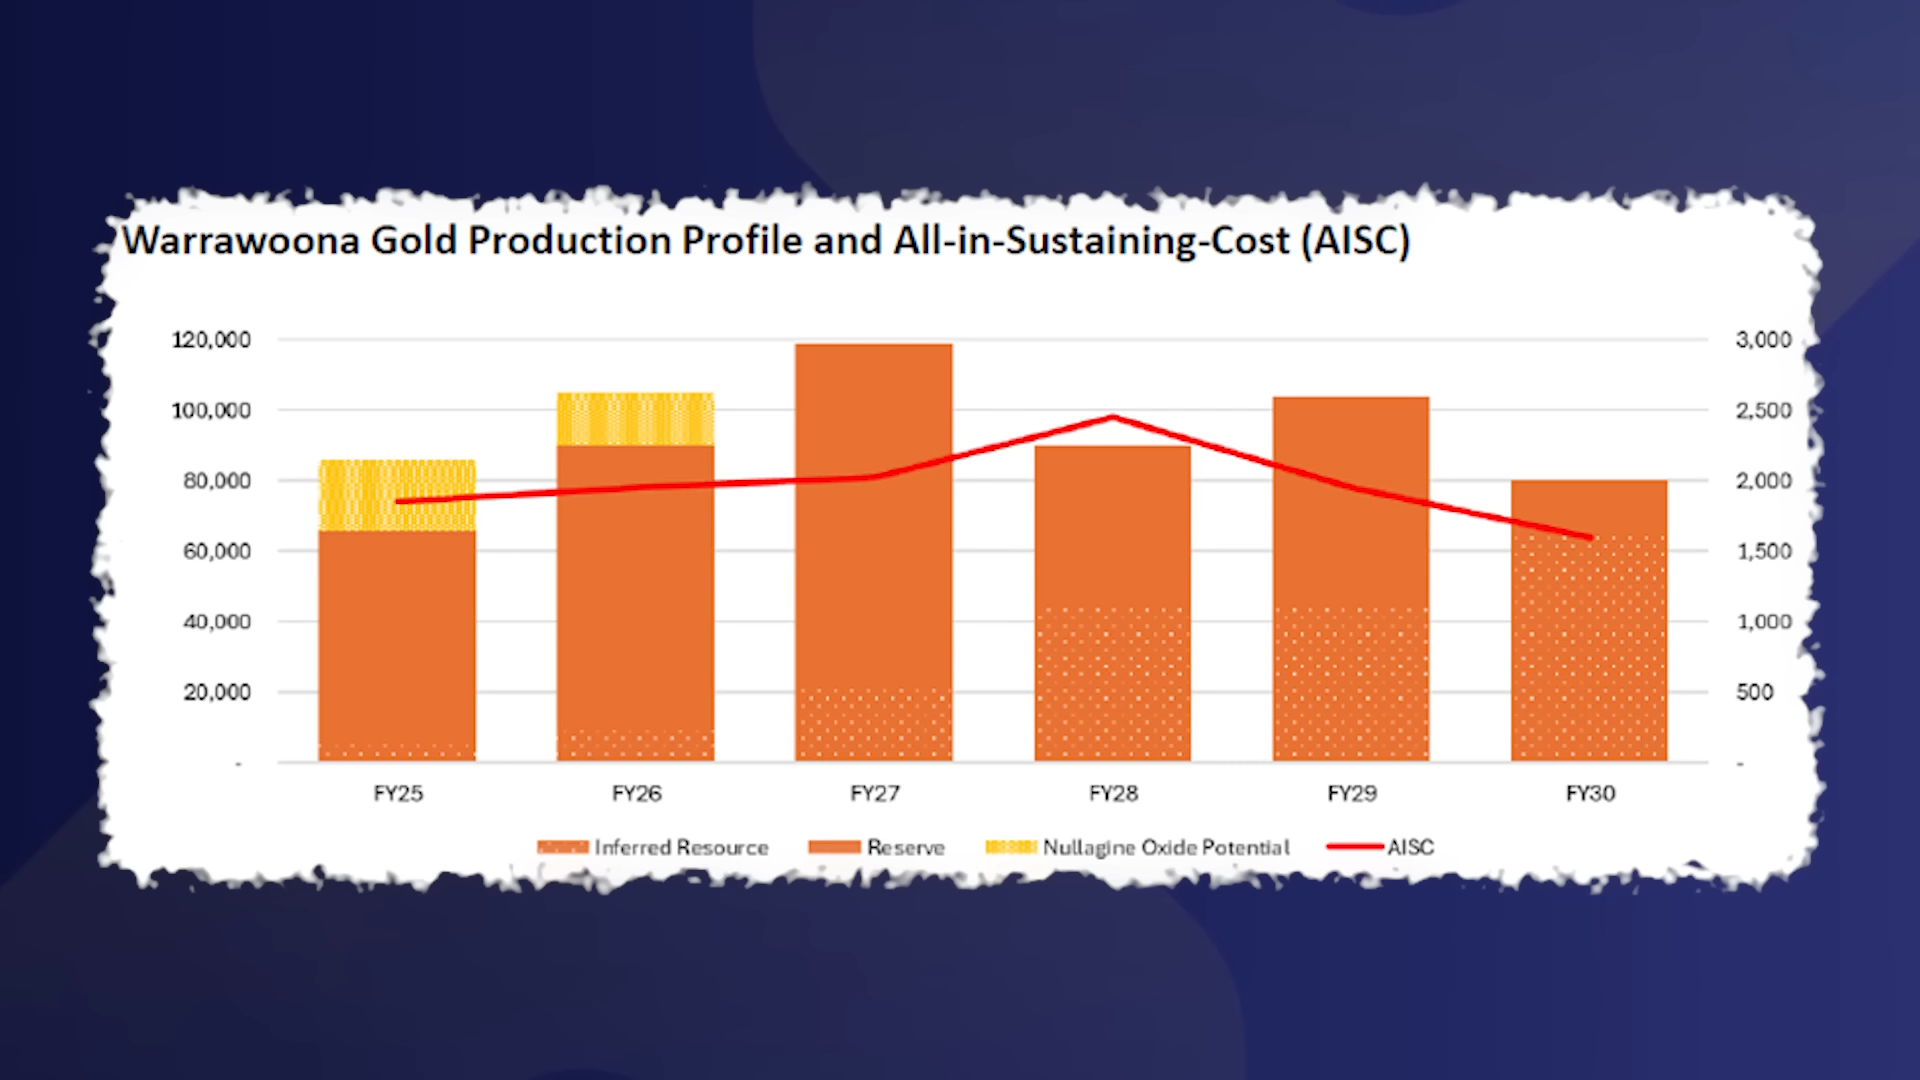 Warrawoona Gold Production Profile and All-in-Sustaining-Cost (AISC)
120,000 3,000
100,000 2,500
80,000 2,000
60,000 1,500
40,000 1,000
20,000 500
- -
FY25 FY26 FY27 FY28 FY29 FY30
Inferred Resource Reserve Nullagine Oxide Potential AISC